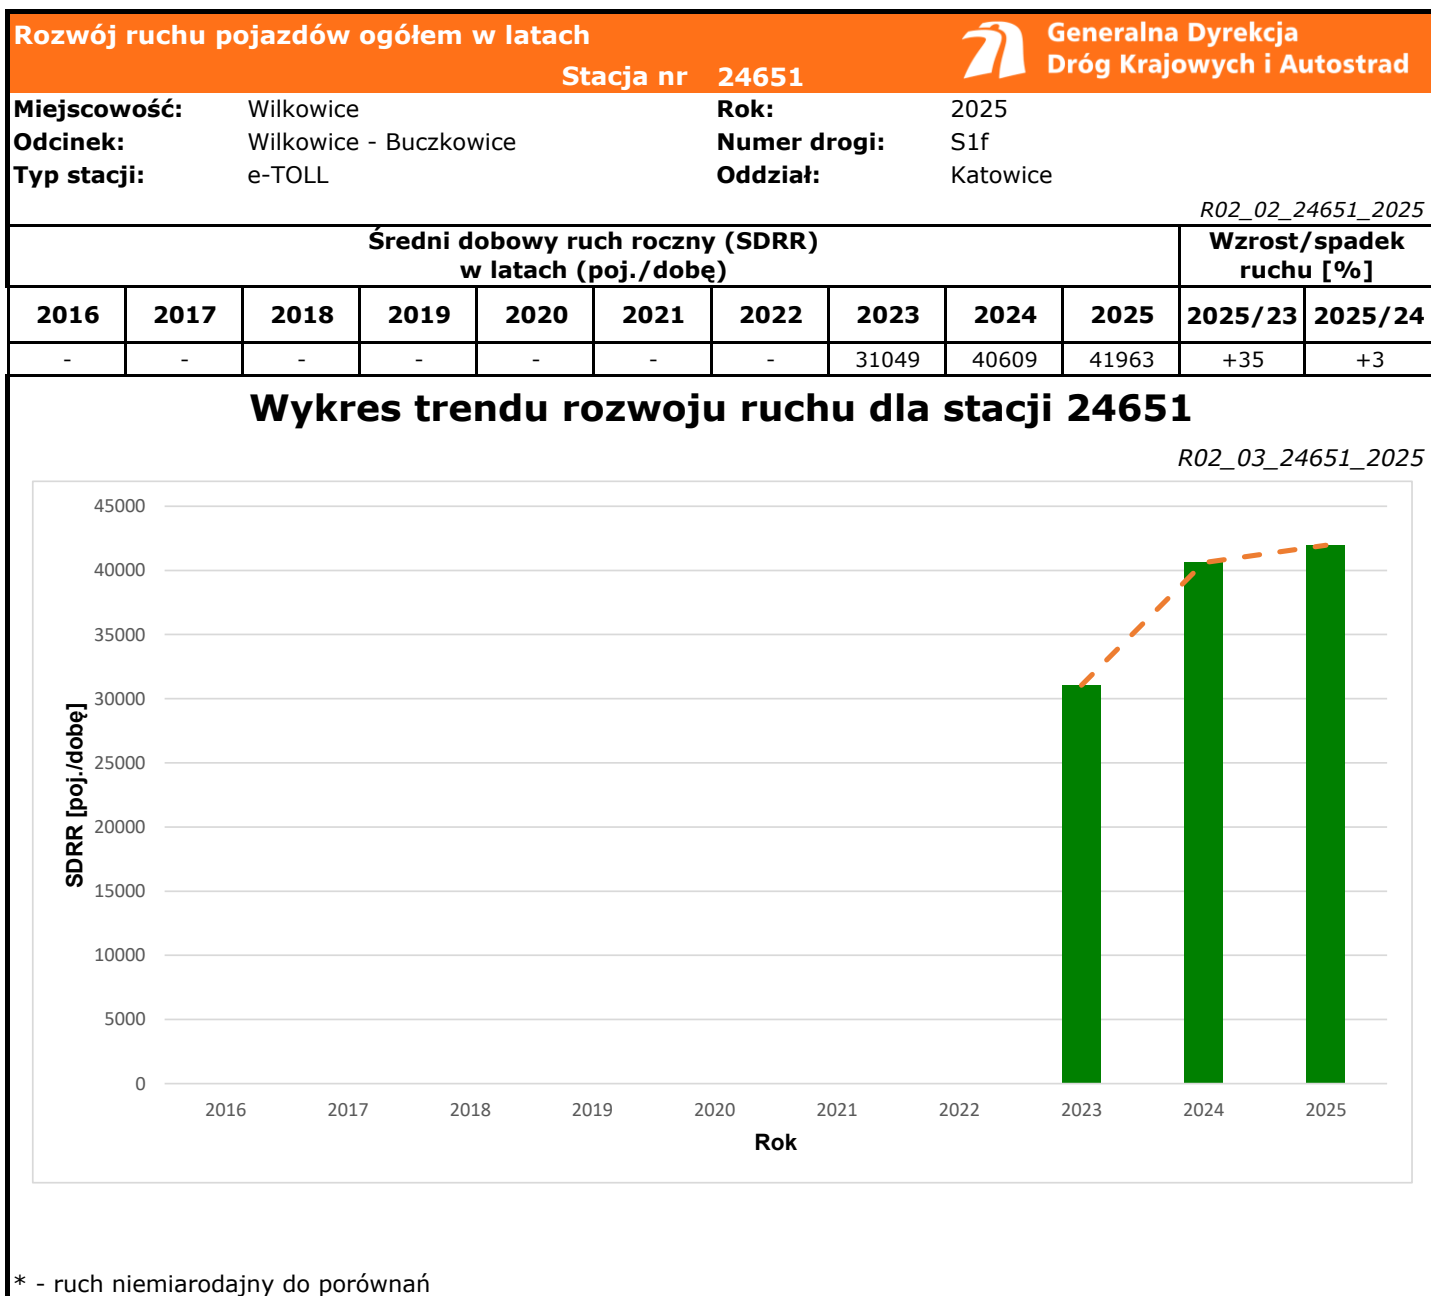 Rozwój ruchu pojazdów ogółem w latach
Generalna Dyrekcja
Dróg Krajowych i Autostrad
Stacja nr 24651
Miejscowość: Wilkowice Rok: 2025
Odcinek: Wilkowice - Buczkowice Numer drogi: S1f
Typ stacji: e-TOLL Oddział: Katowice
R02_02_24651_2025
Średni dobowy ruch roczny (SDRR) Wzrost/spadek
w latach (poj./dobę) ruchu [%]
2016 2017 2018 2019 2020 2021 2022 2023 2024 2025 2025/23 2025/24
- - - - - - - 31049 40609 41963 +35 +3
Wykres trendu rozwoju ruchu dla stacji 24651
R02_03_24651_2025
45000
40000
35000
30000
25000
20000
15000
10000
5000
0
SDRR [poj./dobę]
2016 2017 2018 2019 2020 2021 2022 2023 2024 2025
Rok
* - ruch niemiarodajny do porównań